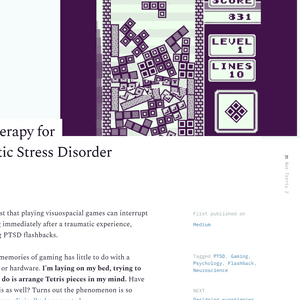 SCORE
831
LEVEL
1
LINES
10
erapy for
tic Stress Disorder
st that playing visuospacial games can interrupt
immediately after a traumatic experience,
g PTSD flashbacks.
First published on
Medium
memories of gaming has little to do with a
or hardware. I'm laying on my bed, trying to
do is arrange Tetris pieces in my mind. Have
is as well? Turns out the phenomenon is so
Tagged PTSD, Gaming,
Psychology, Flashback,
Neuroscience
NEXT